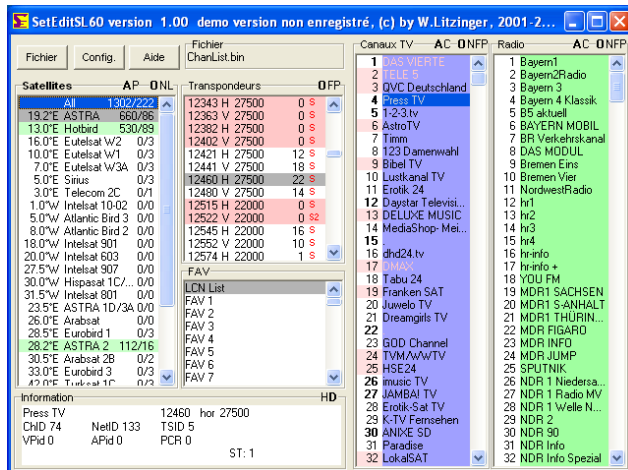 SetEditSL60 version 1.00 demo version non enregistré, (c) by W.Litzinger, 2001-2...
Fichier
Config.
Aide
Fichier
ChanList.bin
Satellites AP ONL
All 1302/222
19.2°E ASTRA 660/86
13.0°E Hotbird 530/89
16.0°E Eutelsat W2 0/3
10.0°E Eutelsat W1 0/3
7.0°E Eutelsat W3A 0/3
5.0°E Sirius 0/3
3.0°E Telecom 2C 0/1
1.0°W Intelsat 10-02 0/0
5.0°W Atlantic Bird 3 0/0
8.0°W Atlantic Bird 2 0/0
18.0°W Intelsat 901 0/0
20.0°W Intelsat 603 0/0
27.5°W Intelsat 907 0/0
30.0°W Hispasat 1C/... 0/0
31.5°W Intelsat 801 0/0
23.5°E ASTRA 1D/3A 0/0
26.0°E Arabsat 0/0
28.5°E Eurobird 1 0/3
28.2°E ASTRA 2 112/16
30.5°E Arabsat 2B 0/2
33.0°E Eurobird 3 0/3
42.0°E Turksat 1C 0/3
Transpondeurs OFP
12343 H 27500 0 S
12363 V 27500 0 S
12382 H 27500 0 S
12402 V 27500 0 S
12421 H 27500 12 S
12441 V 27500 18 S
12460 H 27500 22 S
12480 V 27500 14 S
12515 H 22000 0 S
12522 V 22000 0 S2
12545 H 22000 16 S
12552 V 22000 10 S
12574 H 22000 1 S
FAV
LCN List
FAV 1
FAV 2
FAV 3
FAV 4
FAV 5
FAV 6
FAV 7
Canaux TV AC ONFP
1 DAS VIERTE
2 TELE 5
3 QVC Deutschland
4 Press TV
5 1-2-3.tv
6 AstroTV
7 Timm
8 123 Damenwahl
9 Bibel TV
10 Lustkanal TV
11 Erotik 24
12 Daystar Televisi...
13 DELUXE MUSIC
14 MediaShop- Mei...
15 .
16 dhd24.tv
17 DMAX
18 Tabu 24
19 Franken SAT
20 Juwelo TV
21 Dreamgirls TV
22
23 GOD Channel
24 TVM/WWTV
25 HSE24
26 imusic TV
27 JAMBA! TV
28 Erotik-Sat TV
29 K-TV Fernsehen
30 ANIXE SD
31 Paradise
32 LokalSAT
Radio AC ONFP
1 Bayern1
2 Bayern2Radio
3 Bayern 3
4 Bayern 4 Klassik
5 B5 aktuell
6 BAYERN MOBIL
7 BR Verkehrskanal
8 DAS MODUL
9 Bremen Eins
10 Bremen Vier
11 NordwestRadio
12 hr1
13 hr2
14 hr3
15 hr4
16 hr-info
17 hr-info +
18 YOU FM
19 MDR1 SACHSEN
20 MDR1 S-ANHALT
21 MDR1 THÜRIN...
22 MDR FIGARO
23 MDR INFO
24 MDR JUMP
25 SPUTNIK
26 NDR 1 Niedersa...
27 NDR 1 Radio MV
28 NDR 1 Welle N...
29 NDR 2
30 NDR 90
31 NDR Info
32 NDR Info Spezial
Information HD-
Press TV 12460 hor 27500
ChID 74 NetID 133 TSID 5
VPid 0 APid 0 PCR 0
ST: 1